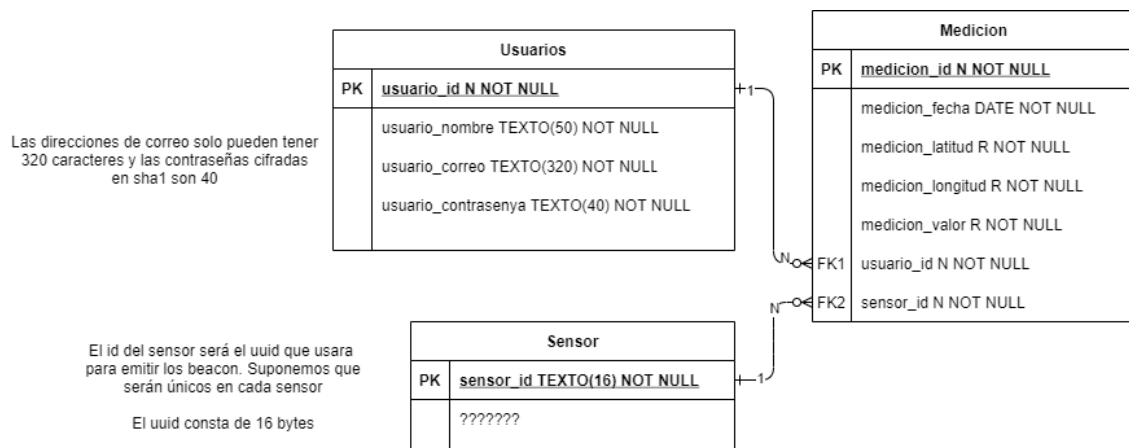 Usuarios
PK usuario_id N NOT NULL
usuario_nombre TEXTO(50) NOT NULL
usuario_correo TEXTO(320) NOT NULL
usuario_contrasenya TEXTO(40) NOT NULL
Las direcciones de correo solo pueden tener
320 caracteres y las contraseñas cifradas
en sha1 son 40
1
N
Medicion
PK medicion_id N NOT NULL
medicion_fecha DATE NOT NULL
medicion_latitud R NOT NULL
medicion_longitud R NOT NULL
medicion_valor R NOT NULL
FK1 usuario_id N NOT NULL
FK2 sensor_id N NOT NULL
N
1
Sensor
PK sensor_id TEXTO(16) NOT NULL
???????
El id del sensor será el uuid que usara
para emitir los beacon. Suponemos que
serán únicos en cada sensor
El uuid consta de 16 bytes